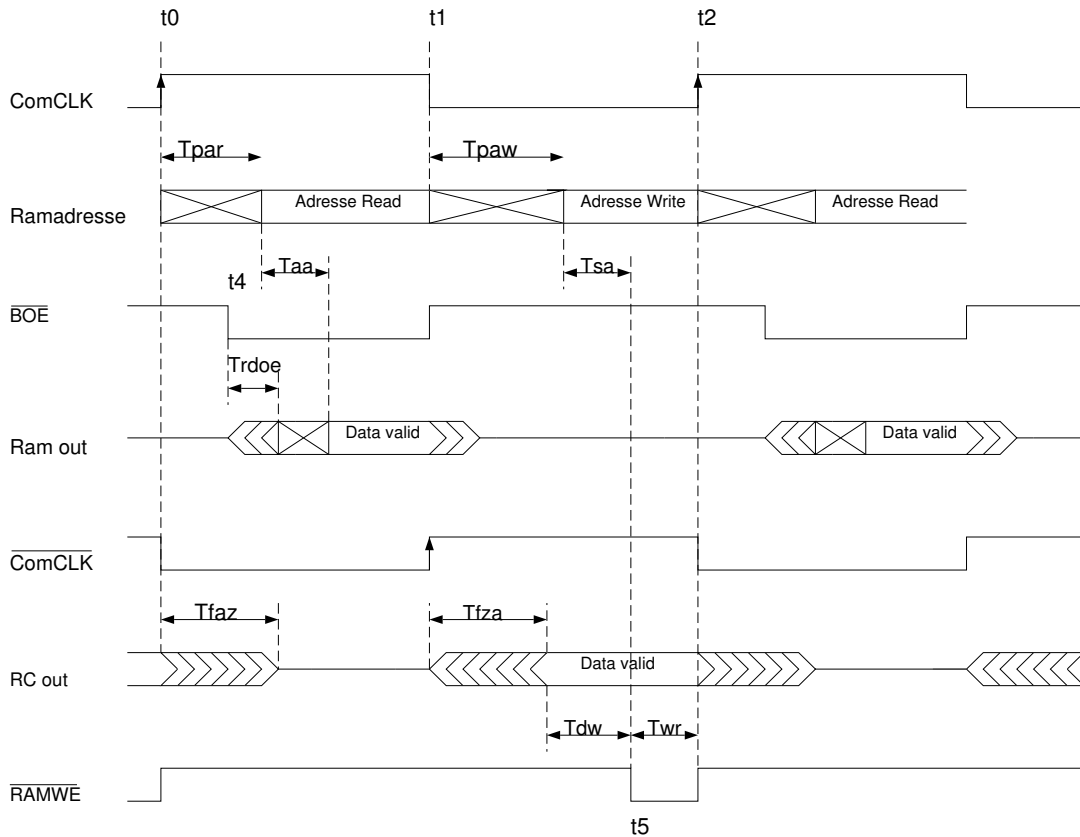 t0 t1 t2
ComCLK
Tpar Tpaw
Ramadresse Adresse Read Adresse Write Adresse Read
Taa Tsa
t4
BOE
Trdoe
Ram out Data valid Data valid
ComCLK
Tfaz Tfza
RC out Data valid
Tdw Twr
RAMWE
t5